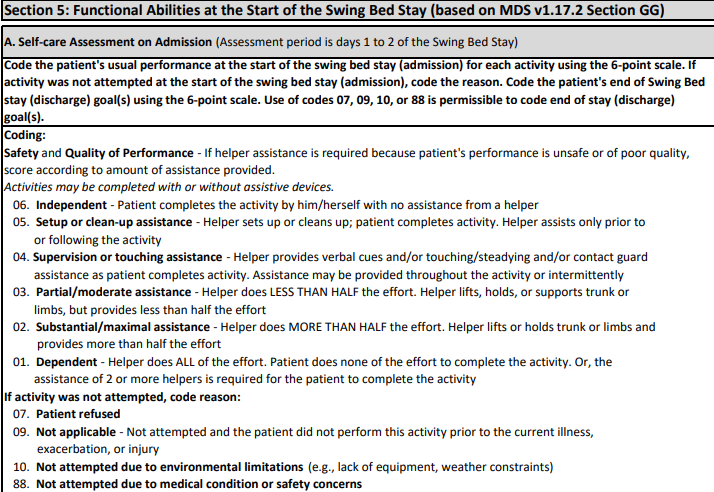 Section 5: Functional Abilities at the Start of the Swing Bed Stay (based on MDS v1.17.2 Section GG)
A. Self-care Assessment on Admission (Assessment period is days 1 to 2 of the Swing Bed Stay)
Code the patient's usual performance at the start of the swing bed stay (admission) for each activity using the 6-point scale. If
activity was not attempted at the start of the swing bed stay (admission), code the reason. Code the patient's end of Swing Bed
stay (discharge) goal(s) using the 6-point scale. Use of codes 07, 09, 10, or 88 is permissible to code end of stay (discharge)
goal(s).
Coding:
Safety and Quality of Performance - If helper assistance is required because patient's performance is unsafe or of poor quality,
score according to amount of assistance provided.
Activities may be completed with or without assistive devices.
06. Independent - Patient completes the activity by him/herself with no assistance from a helper
05. Setup or clean-up assistance - Helper sets up or cleans up; patient completes activity. Helper assists only prior to
or following the activity
04. Supervision or touching assistance - Helper provides verbal cues and/or touching/steadying and/or contact guard
assistance as patient completes activity. Assistance may be provided throughout the activity or intermittently
03. Partial/moderate assistance - Helper does LESS THAN HALF the effort. Helper lifts, holds, or supports trunk or
limbs, but provides less than half the effort
02. Substantial/maximal assistance - Helper does MORE THAN HALF the effort. Helper lifts or holds trunk or limbs and
provides more than half the effort
01. Dependent - Helper does ALL of the effort. Patient does none of the effort to complete the activity. Or, the
assistance of 2 or more helpers is required for the patient to complete the activity
If activity was not attempted, code reason:
07. Patient refused
09. Not applicable - Not attempted and the patient did not perform this activity prior to the current illness,
exacerbation, or injury
10. Not attempted due to environmental limitations (e.g., lack of equipment, weather constraints)
88. Not attempted due to medical condition or safety concerns